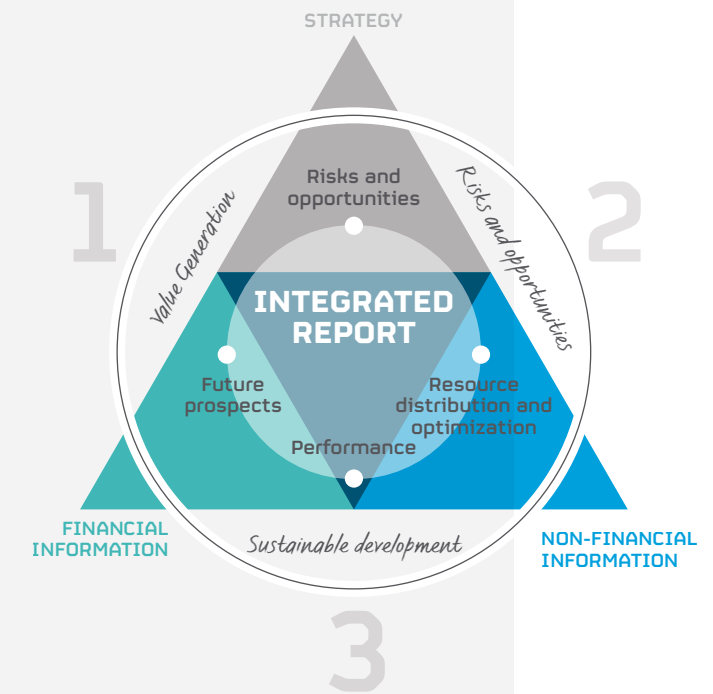 STRATEGY
1
2
Risks and
opportunities
Value Generation
Risks and opportunities
INTEGRATED
REPORT
Future
prospects
Resource
distribution and
optimization
Performance
FINANCIAL
INFORMATION
Sustainable development
NON-FINANCIAL
INFORMATION
3